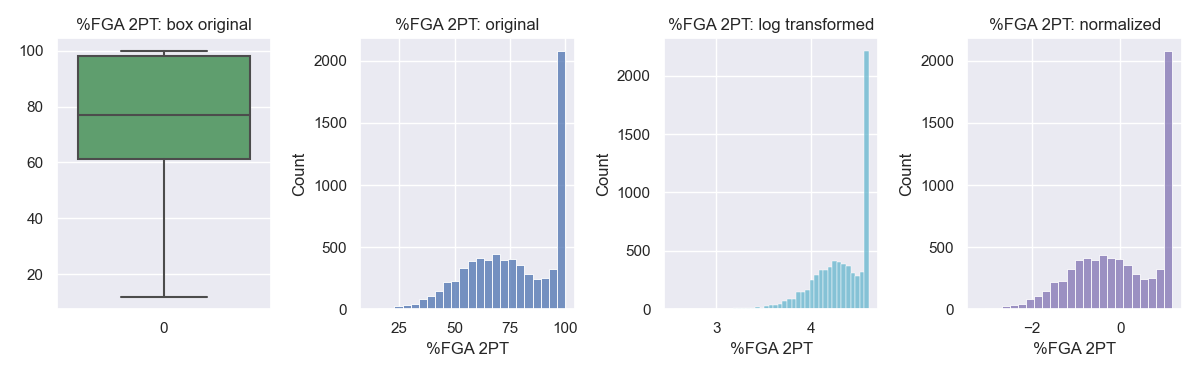 %FGA 2PT: box original
100
80
60
40
20
0
%FGA 2PT: original
Count
2000
1500
1000
500
0
25 50 75 100
%FGA 2PT
%FGA 2PT: log transformed
Count
2000
1500
1000
500
0
3 4
%FGA 2PT
%FGA 2PT: normalized
Count
2000
1500
1000
500
0
−2 0
%FGA 2PT